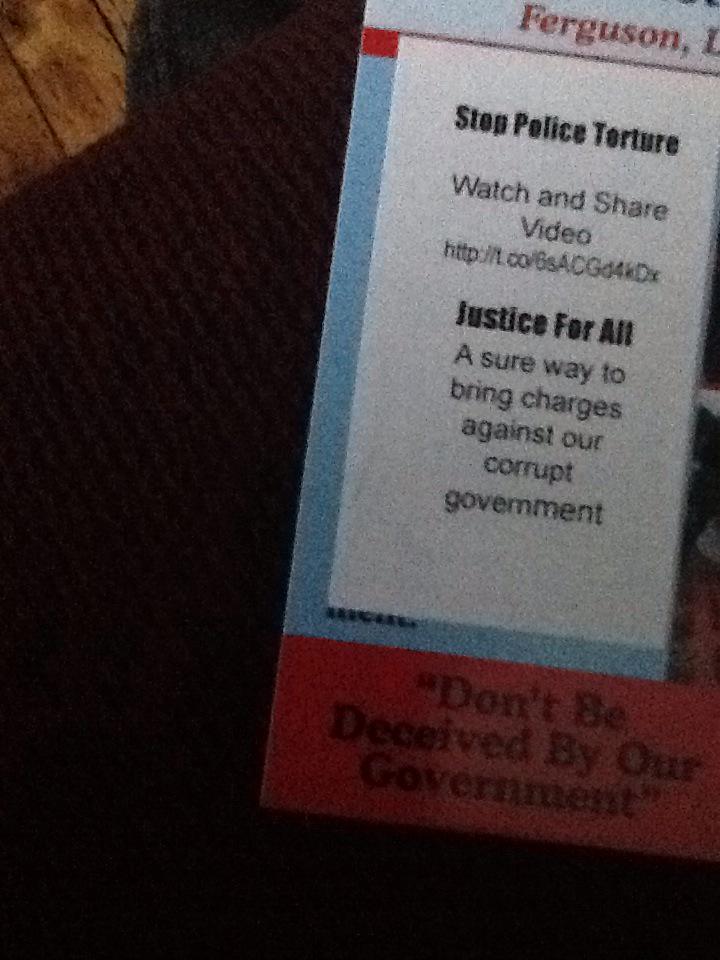 Ferguson,
Stop Police Torture
Watch and Share
Video
http://t.co/6sACGd4kDx
Justice For All
A sure way to
bring charges
against our
corrupt
government
"Don't Be
Deceived By Our
Government"